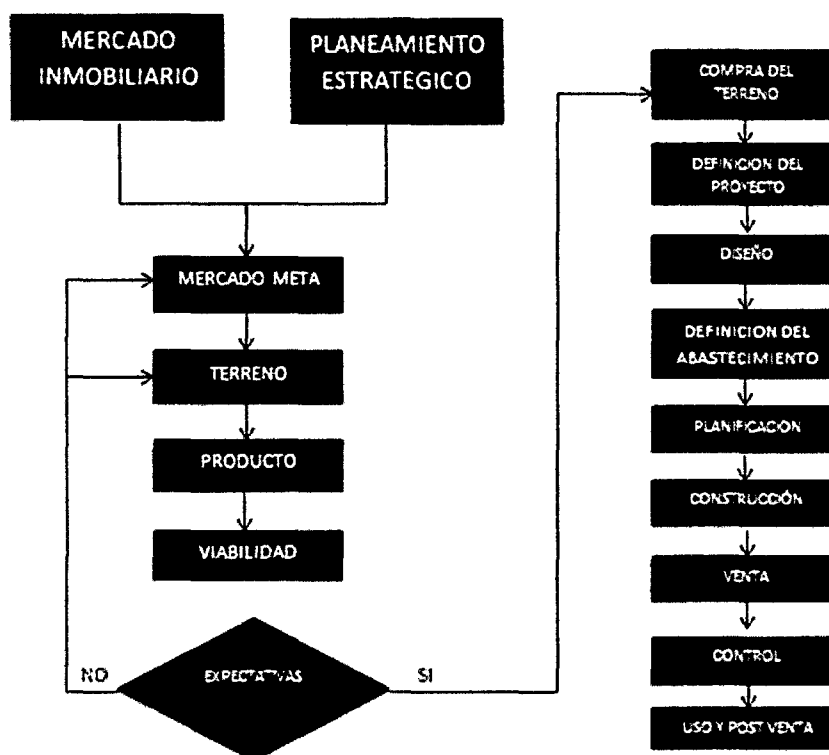 MERCADO
INMOBILIARIO
PLANEAMIENTO
ESTRATEGICO
MERCADO META
TERRENO
PRODUCTO
VIABILIDAD
NO
EXPECTATIVAS
SI
COMPRA DEL
TERRENO
DEFINICION DEL
PROYECTO
DISEÑO
DEFINICION DEL
ABASTECIMIENTO
PLANIFICACION
CONSTRUCCIÓN
VENTA
CONTROL
USO Y POST VENTA